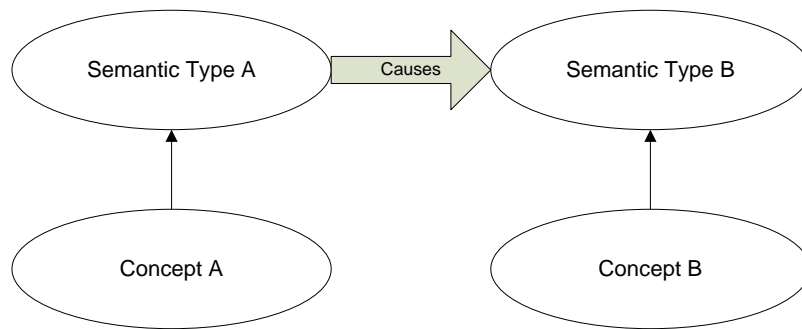 Semantic Type A
Causes
Semantic Type B
Concept A
Concept B